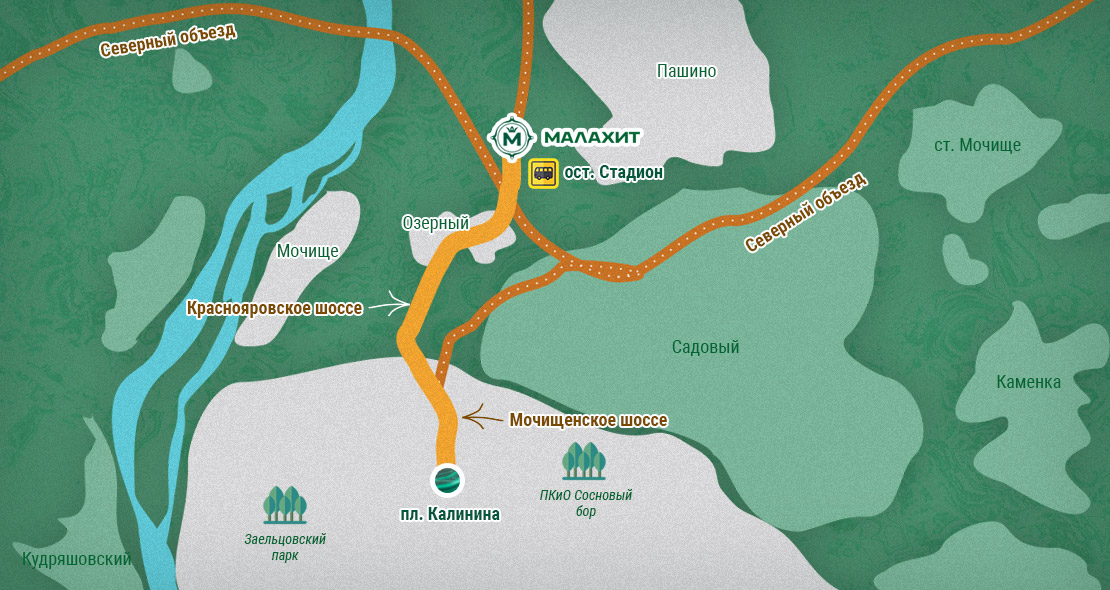 Северный объезд
Пашино
М
МАЛАХИТ
ст. Мочище
ост. Стадион
Северный объезд
Озерный
Мочище
Краснояровское шоссе
Садовый
Каменка
Мочищенское шоссе
ПКиО Сосновый
бор
пл. Калинина
Заельцовский
парк
Кудряшовский